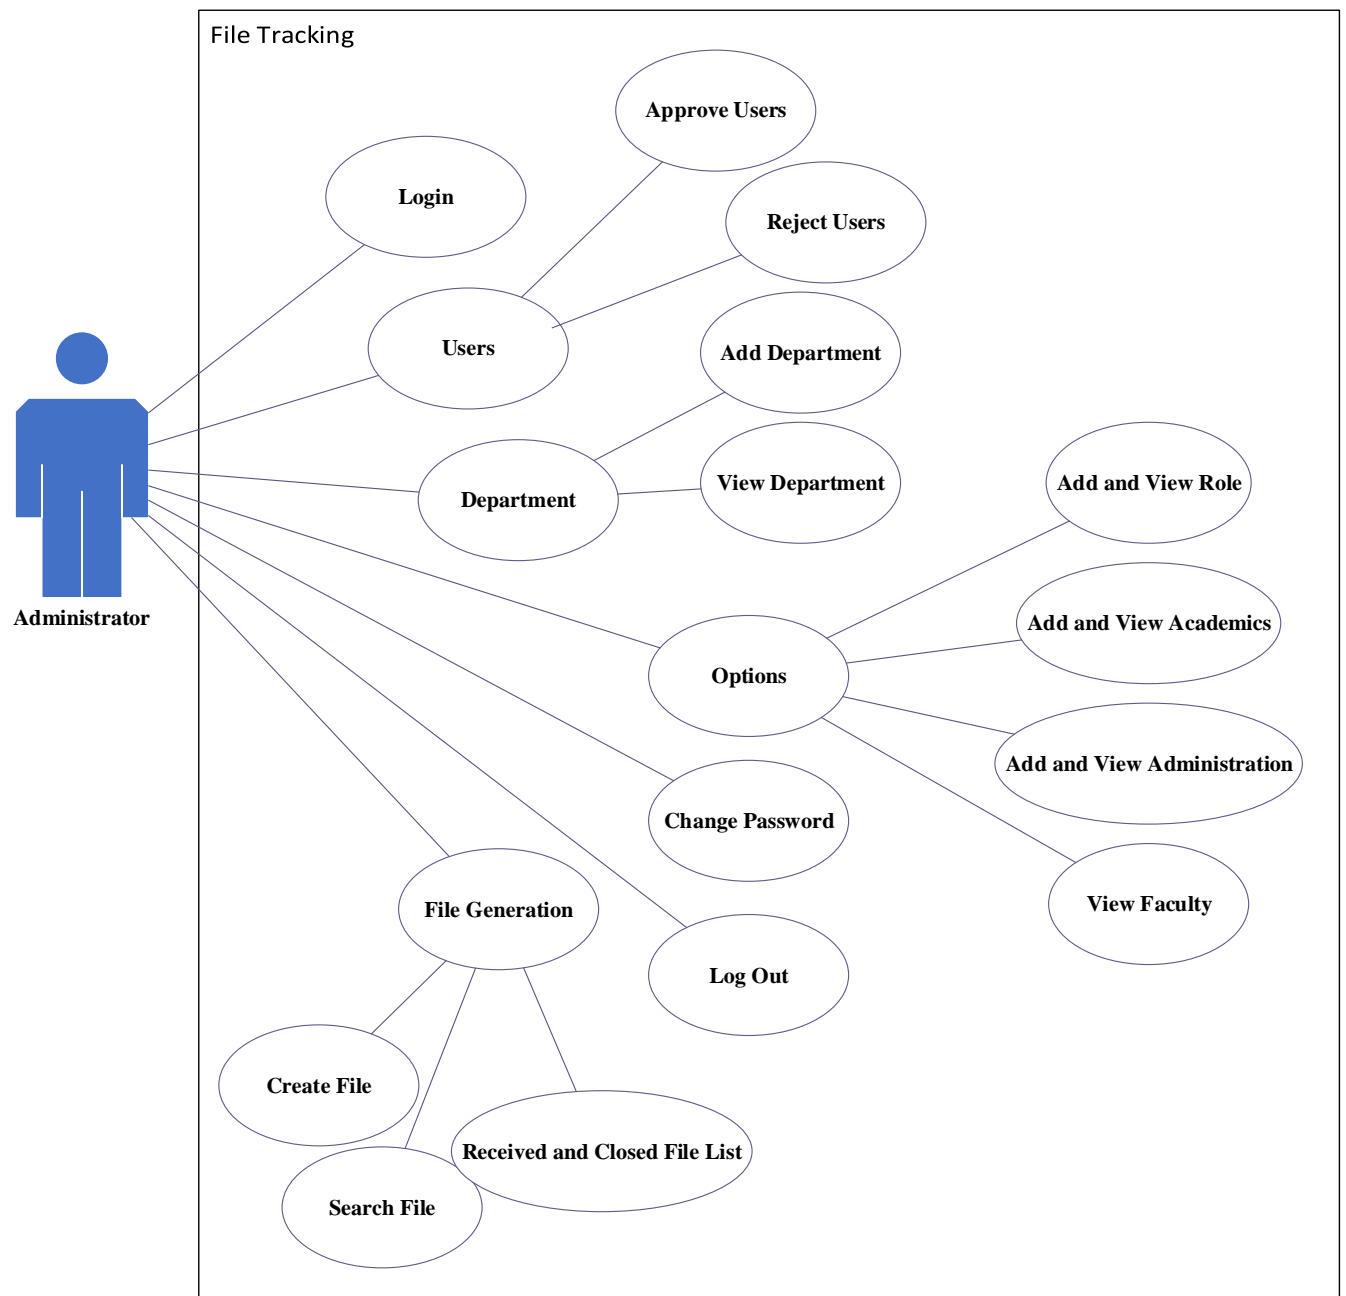 File Tracking
Approve Users
Login
Reject Users
Users
Add Department
View Department
Department
Add and View Role
Administrator
Add and View Academics
Options
Add and View Administration
Change Password
File Generation
View Faculty
Log Out
Create File
Received and Closed File List
Search File